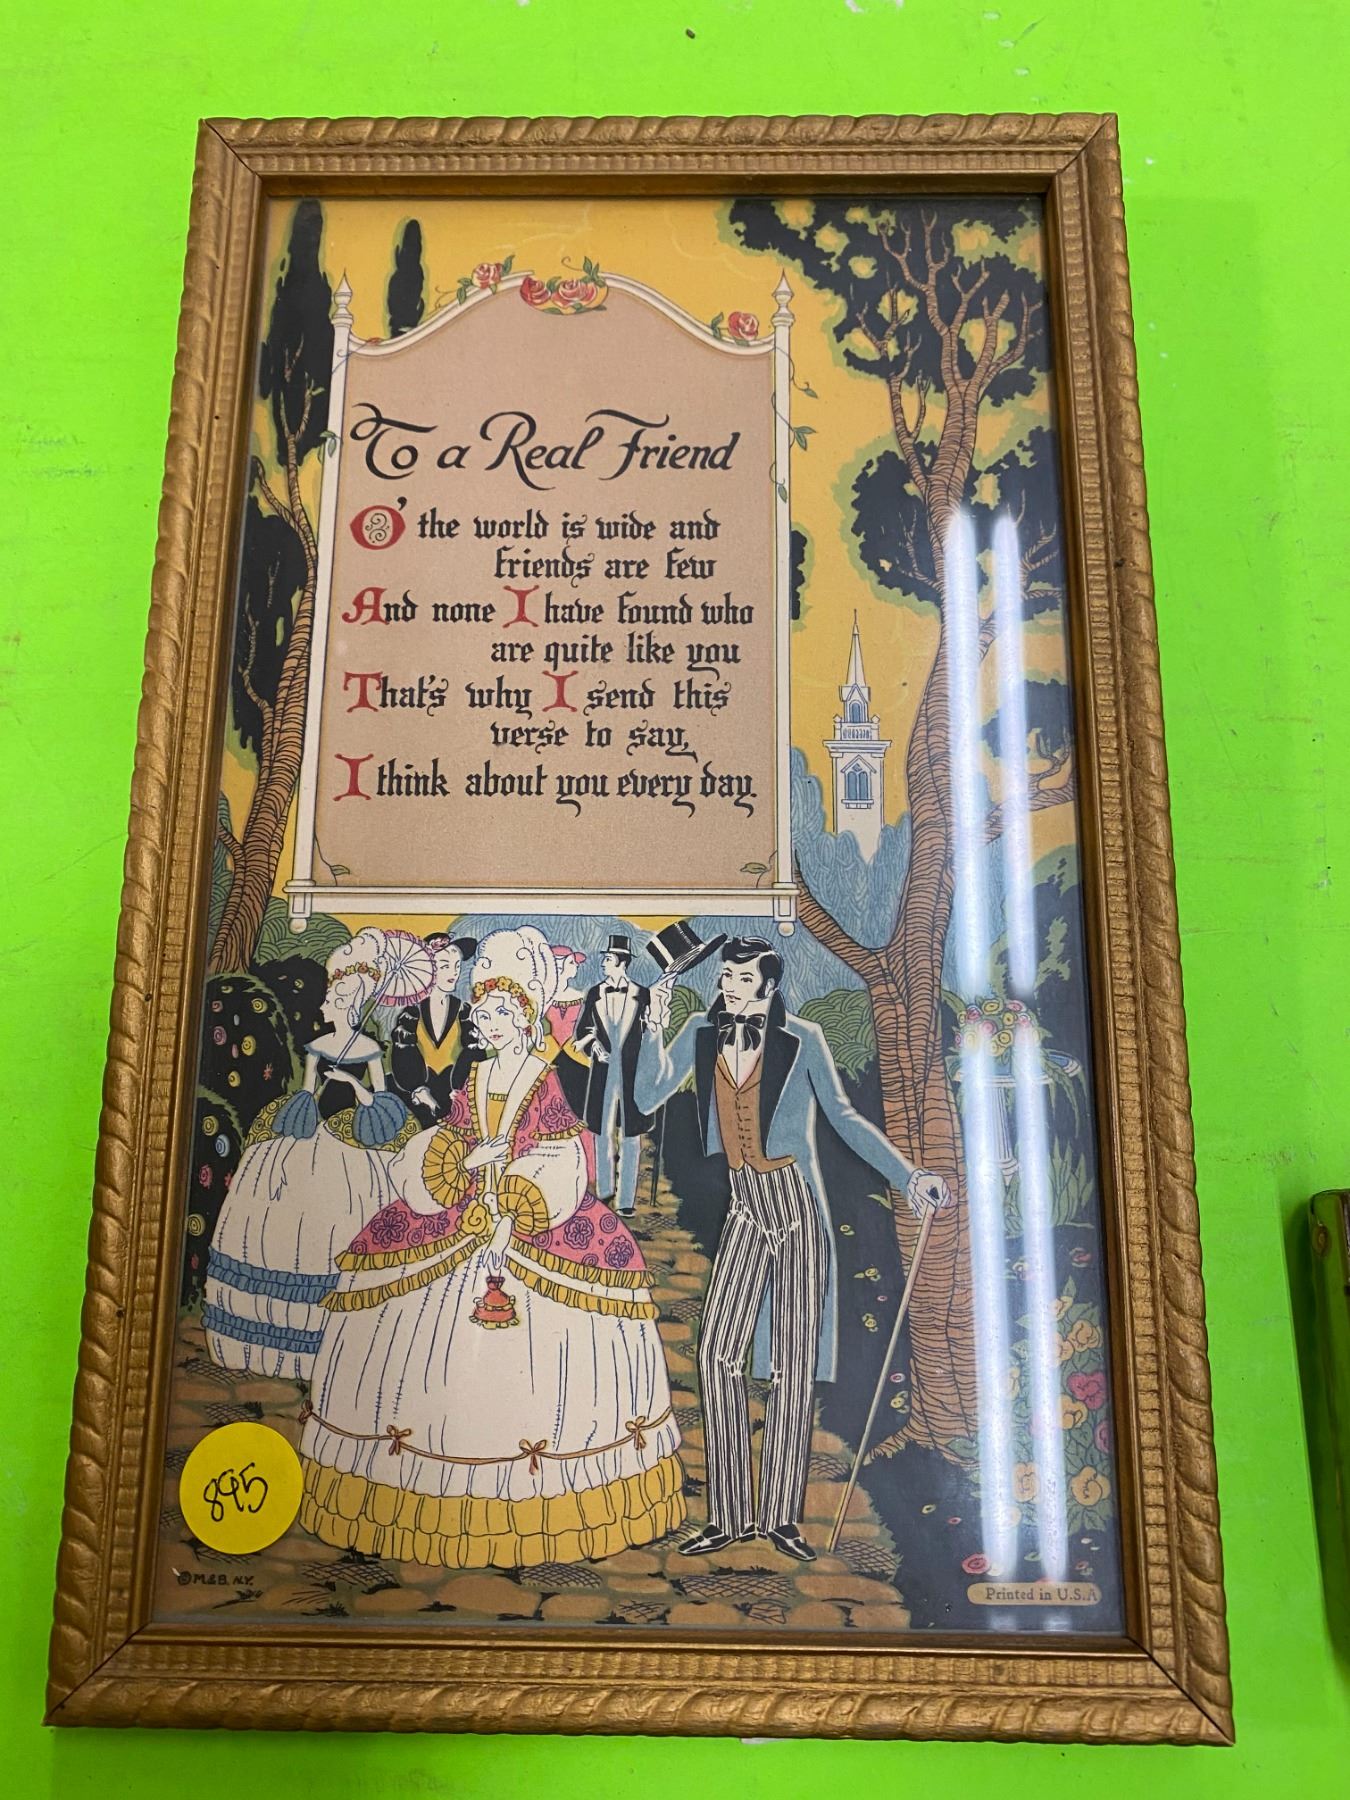 To a Real Friend
O' the world is wide and
friends are few
And none I have found who
are quite like you
That's why I send this
verse to say,
I think about you every day.
895
© M. & B. N.Y.
Printed in U.S.A